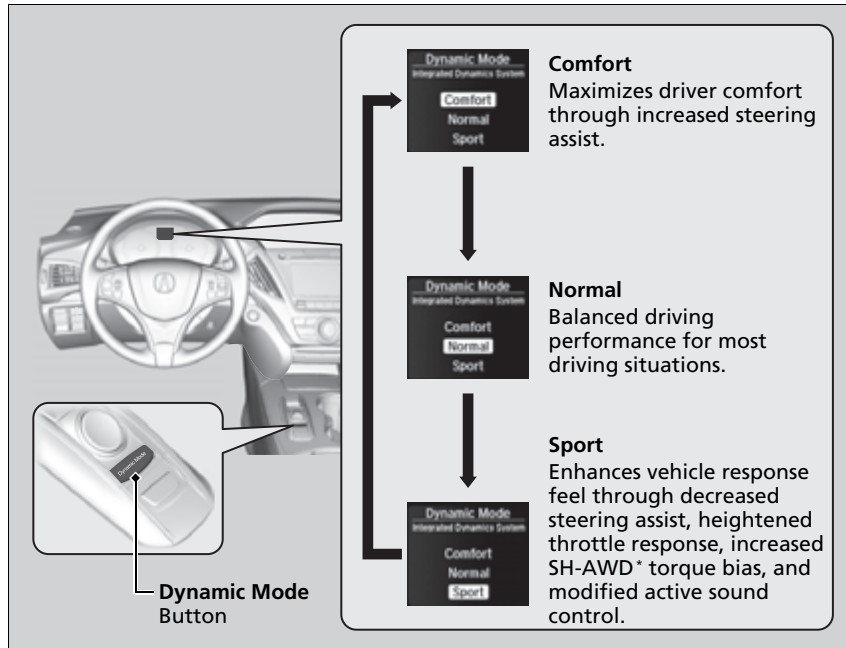 Dynamic Mode
Integrated Dynamics System
Comfort
Normal
Sport
Comfort
Maximizes driver comfort
through increased steering
assist.
Dynamic Mode
Integrated Dynamics System
Comfort
Normal
Sport
Normal
Balanced driving
performance for most
driving situations.
Dynamic Mode
Integrated Dynamics System
Comfort
Normal
Sport
Sport
Enhances vehicle response
feel through decreased
steering assist, heightened
throttle response, increased
SH-AWD* torque bias, and
modified active sound
control.
Dynamic Mode
Dynamic Mode
Button